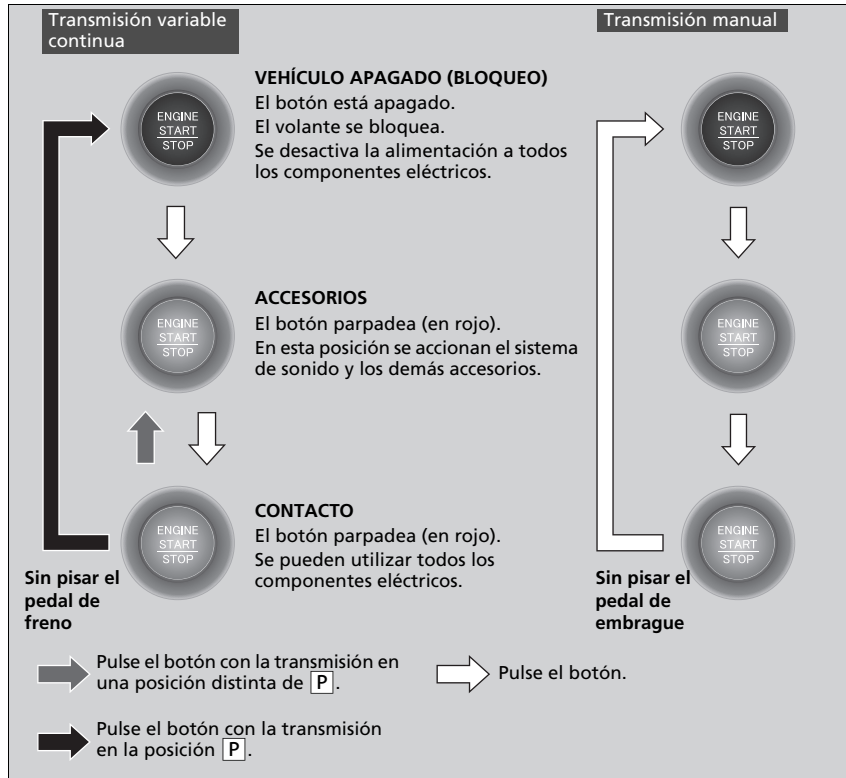 Transmisión variable
continua
Transmisión manual
ENGINE
START
STOP
VEHÍCULO APAGADO (BLOQUEO)
El botón está apagado.
El volante se bloquea.
Se desactiva la alimentación a todos
los componentes eléctricos.
ENGINE
START
STOP
ENGINE
START
STOP
ACCESORIOS
El botón parpadea (en rojo).
En esta posición se accionan el sistema
de sonido y los demás accesorios.
ENGINE
START
STOP
ENGINE
START
STOP
CONTACTO
El botón parpadea (en rojo).
Se pueden utilizar todos los
componentes eléctricos.
ENGINE
START
STOP
Sin pisar el
pedal de
freno
Sin pisar el
pedal de
embrague
Pulse el botón con la transmisión en
una posición distinta de P.
Pulse el botón.
Pulse el botón con la transmisión
en la posición P.